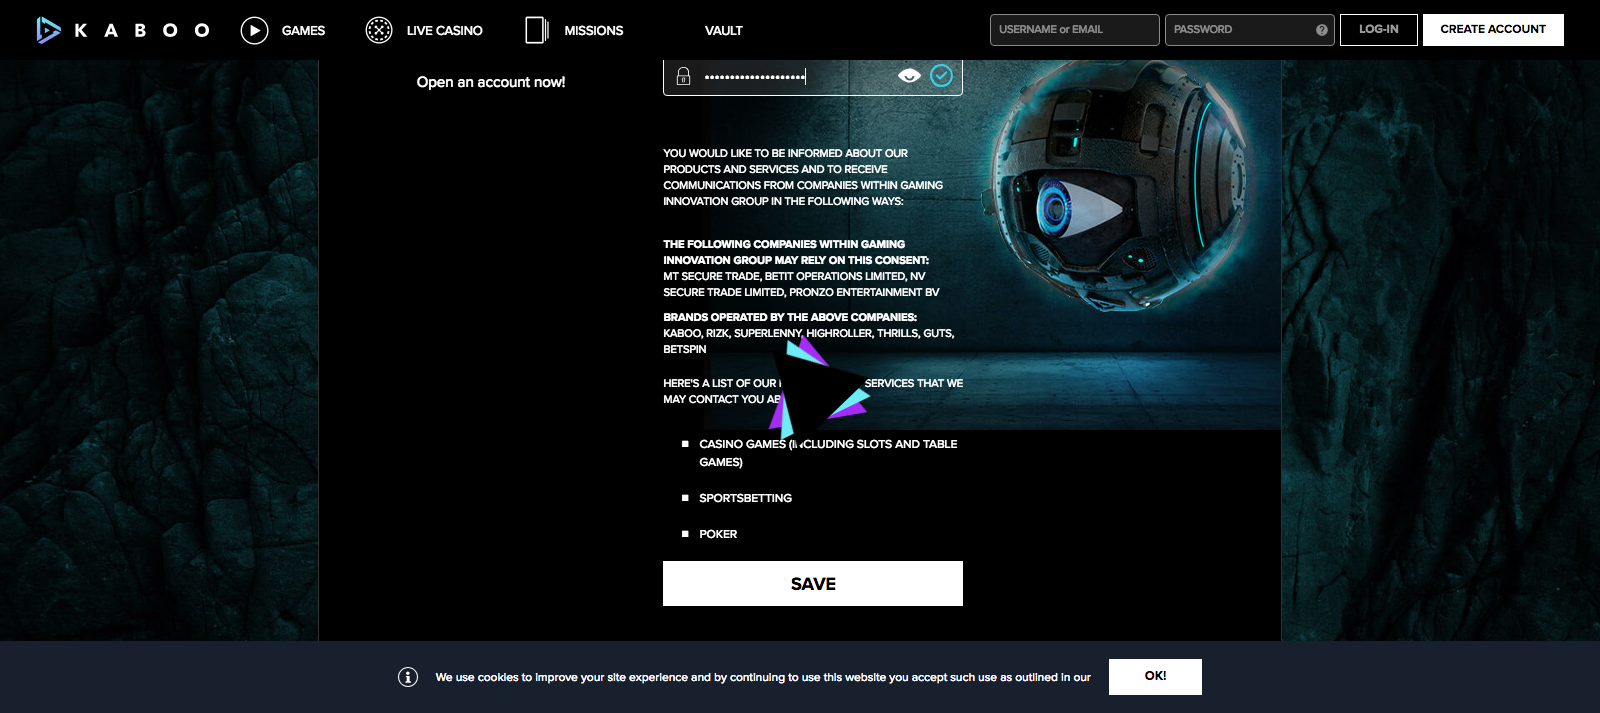 KABOO
GAMES
LIVE CASINO
MISSIONS
VAULT
USERNAME or EMAIL
PASSWORD
?
LOG-IN
CREATE ACCOUNT
Open an account now!
YOU WOULD LIKE TO BE INFORMED ABOUT OUR
PRODUCTS AND SERVICES AND TO RECEIVE
COMMUNICATIONS FROM COMPANIES WITHIN GAMING
INNOVATION GROUP IN THE FOLLOWING WAYS:
THE FOLLOWING COMPANIES WITHIN GAMING
INNOVATION GROUP MAY RELY ON THIS CONSENT:
MT SECURE TRADE, BETIT OPERATIONS LIMITED, NV
SECURE TRADE LIMITED, PRONZO ENTERTAINMENT BV
BRANDS OPERATED BY THE ABOVE COMPANIES:
KABOO, RIZK, SUPERLENNY, HIGHROLLER, THRILLS, GUTS,
BETSPIN
HERE'S A LIST OF OUR SERVICES THAT WE
MAY CONTACT YOU
CASINO GAMES (INCLUDING SLOTS AND TABLE
GAMES)
SPORTSBETTING
POKER
SAVE
We use cookies to improve your site experience and by continuing to use this website you accept such use as outlined in our
OK!